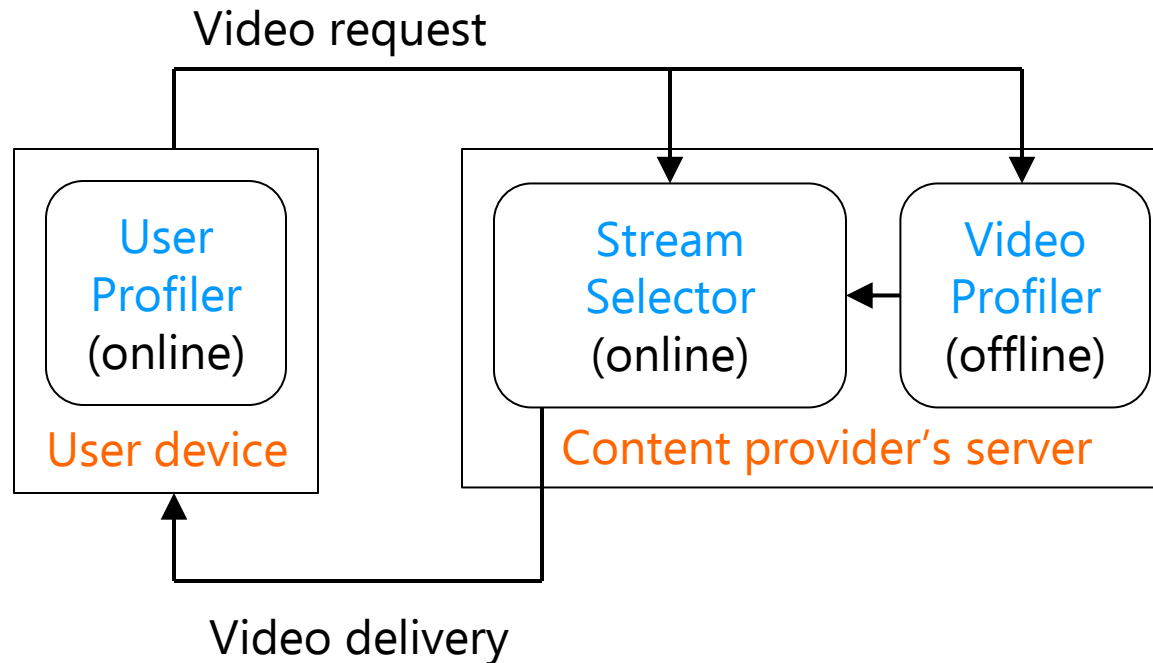 Video request
User
Profiler
(online)
User device
Stream
Selector
(online)
Video
Profiler
(offline)
Content provider’s server
Video delivery